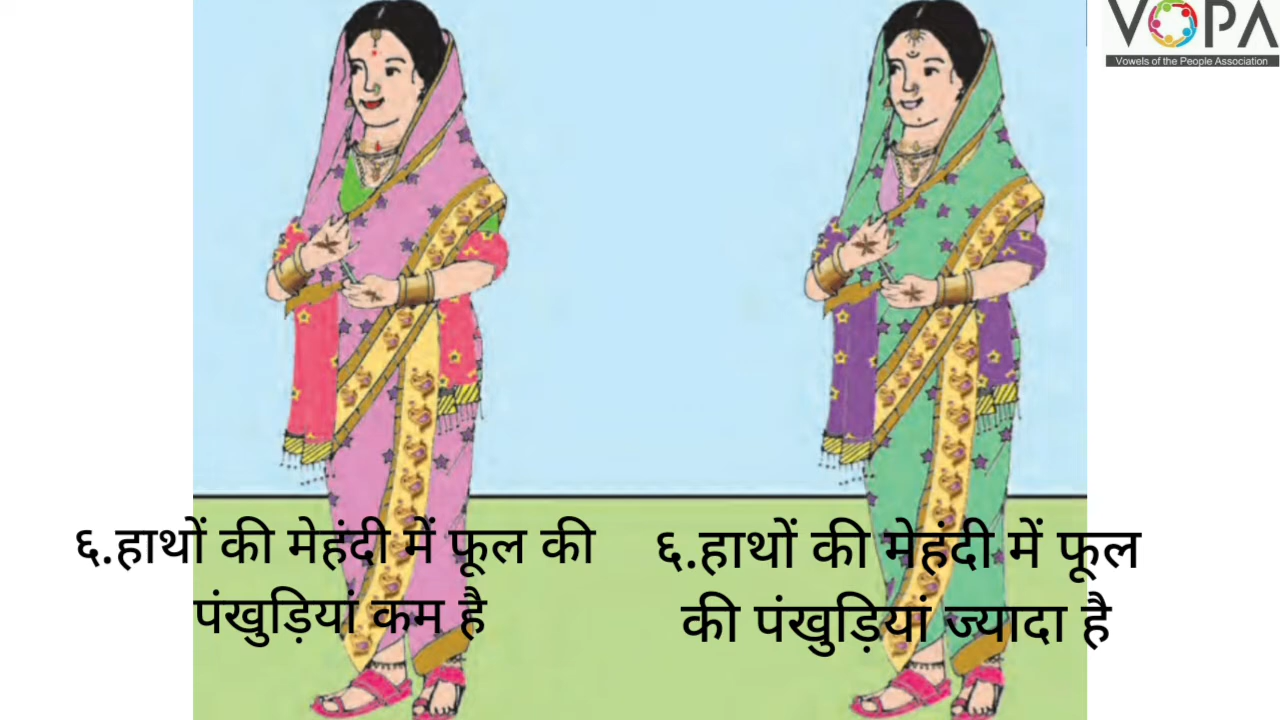 VOPA
Vowels of the People Association
६.हाथों की मेहंदी में फूल की
पंखुड़ियां कम है
६.हाथों की मेहंदी में फूल
की पंखुड़ियां ज्यादा है